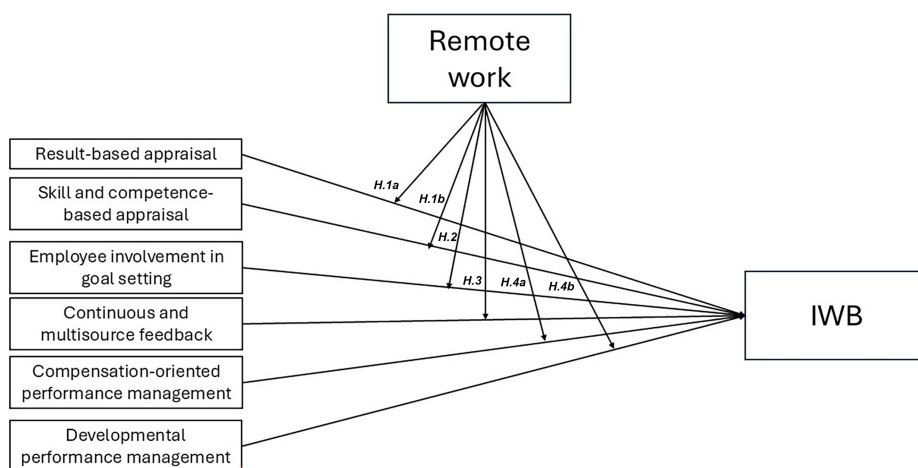 Remote
work
Result-based appraisal
H.1a
Skill and competence-
based appraisal
H.1b
H.2
Employee involvement in
goal setting
H.3
H.4a
H.4b
Continuous and
multisource feedback
IWB
Compensation-oriented
performance management
Developmental
performance management